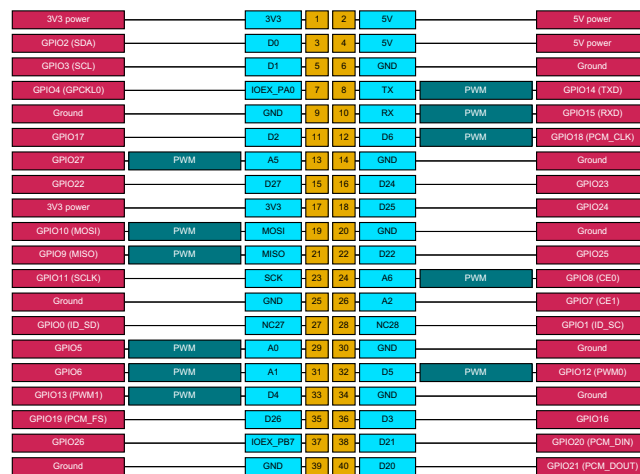 3V3 power 3V3 1 2 5V 5V power
GPIO2 (SDA) D0 3 4 5V 5V power
GPIO3 (SCL) D1 5 6 GND Ground
GPIO4 (GPCKL0) IOEX_PA0 7 8 TX PWM GPIO14 (TXD)
Ground GND 9 10 RX PWM GPIO15 (RXD)
GPIO17 D2 11 12 D6 PWM GPIO18 (PCM_CLK)
GPIO27 PWM A5 13 14 GND Ground
GPIO22 D27 15 16 D24 GPIO23
3V3 power 3V3 17 18 D25 GPIO24
GPIO10 (MOSI) PWM MOSI 19 20 GND Ground
GPIO9 (MISO) PWM MISO 21 22 D22 GPIO25
GPIO11 (SCLK) SCK 23 24 A6 PWM GPIO8 (CE0)
Ground GND 25 26 A2 GPIO7 (CE1)
GPIO0 (ID_SD) NC27 27 28 NC28 GPIO1 (ID_SC)
GPIO5 PWM A0 29 30 GND Ground
GPIO6 PWM A1 31 32 D5 PWM GPIO12 (PWM0)
GPIO13 (PWM1) PWM D4 33 34 GND Ground
GPIO19 (PCM_FS) D26 35 36 D3 GPIO16
GPIO26 IOEX_PB7 37 38 D21 GPIO20 (PCM_DIN)
Ground GND 39 40 D20 GPIO21 (PCM_DOUT)